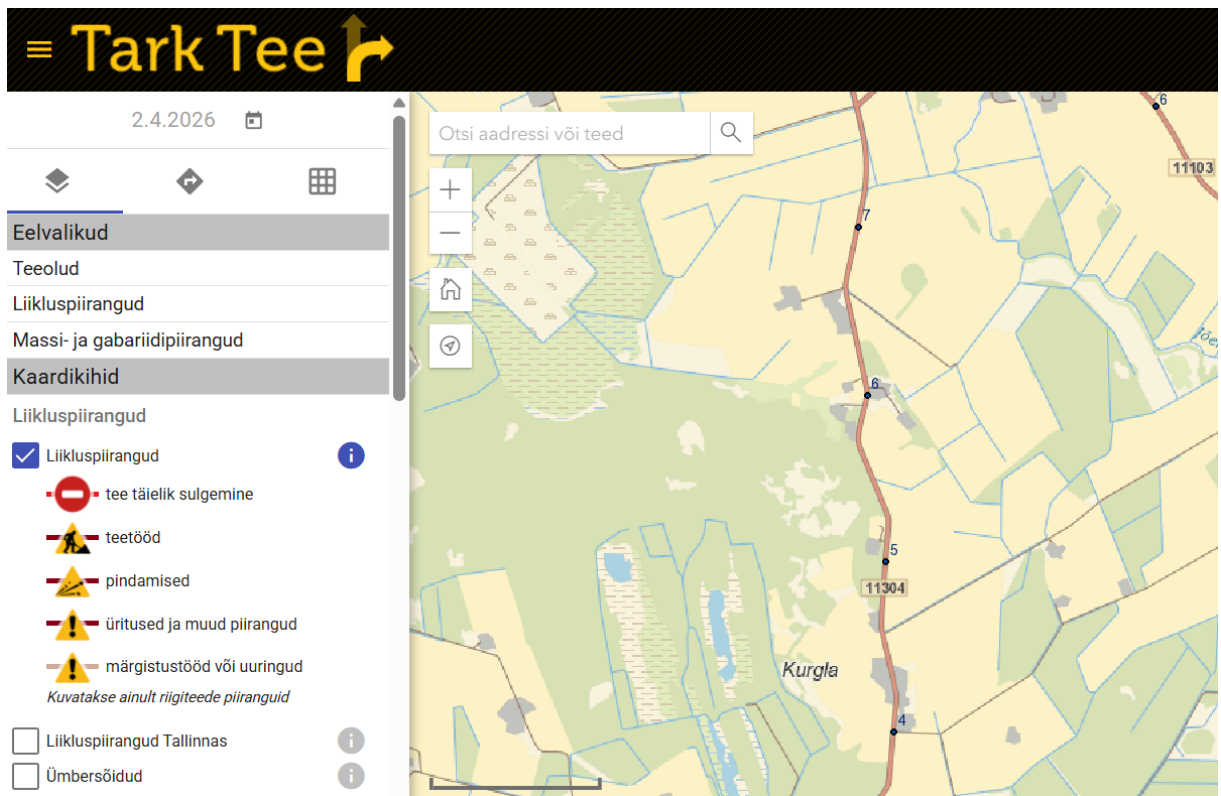 Tark Tee
2.4.2026
Eelvalikud
Teeolud
Liikluspiirangud
Massi- ja gabariidipiirangud
Kaardikihid
Liikluspiirangud
Liikluspiirangud
tee täielik sulgemine
teetööd
pindamised
üritused ja muud piirangud
märgistustööd või uuringud
Kuvatakse ainult riigiteede piiranguid
Liikluspiirangud Tallinnas
Ümbersõidud
Otsi aadressi või teed
6
11103
7
6
5
11304
Kurgla
4